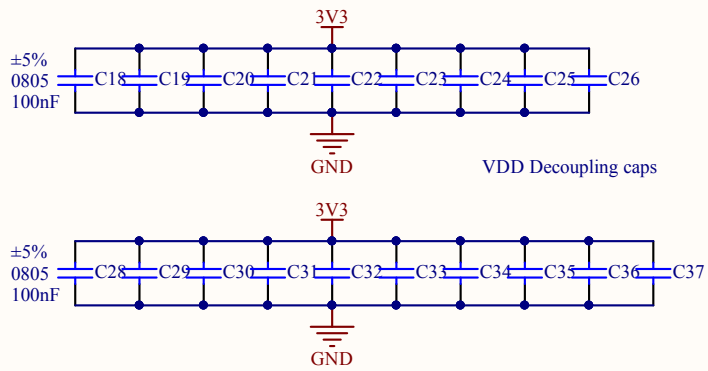 3V3
±5%
0805
100nF
C18 C19 C20 C21 C22 C23 C24 C25 C26
GND
VDD Decoupling caps
3V3
±5%
0805
100nF
C28 C29 C30 C31 C32 C33 C34 C35 C36 C37
GND